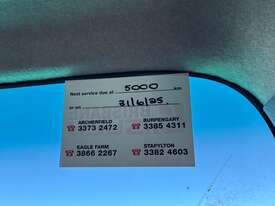 Next service due at 5000 km
or on 31/6/25
ARCHERFIELD BURPENGARY
☎ 3373 2472 ☎ 3385 4311
EAGLE FARM STAPYLTON
☎ 3866 2267 ☎ 3382 4603